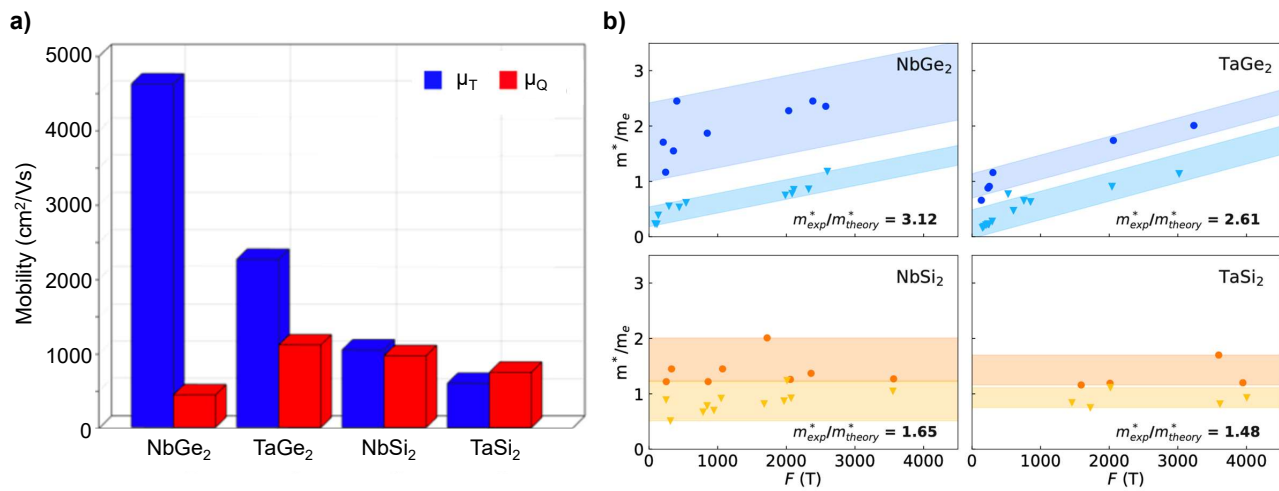 a)
Mobility (cm²/Vs)
5000
4000
3000
2000
1000
0
μT
μQ
NbGe₂
TaGe₂
NbSi₂
TaSi₂
b)
m*/mₑ
3
2
1
0
NbGe₂
m*exp/m*theory = 3.12
TaGe₂
m*exp/m*theory = 2.61
m*/mₑ
3
2
1
0
NbSi₂
m*exp/m*theory = 1.65
0 1000 2000 3000 4000
F (T)
TaSi₂
m*exp/m*theory = 1.48
0 1000 2000 3000 4000
F (T)